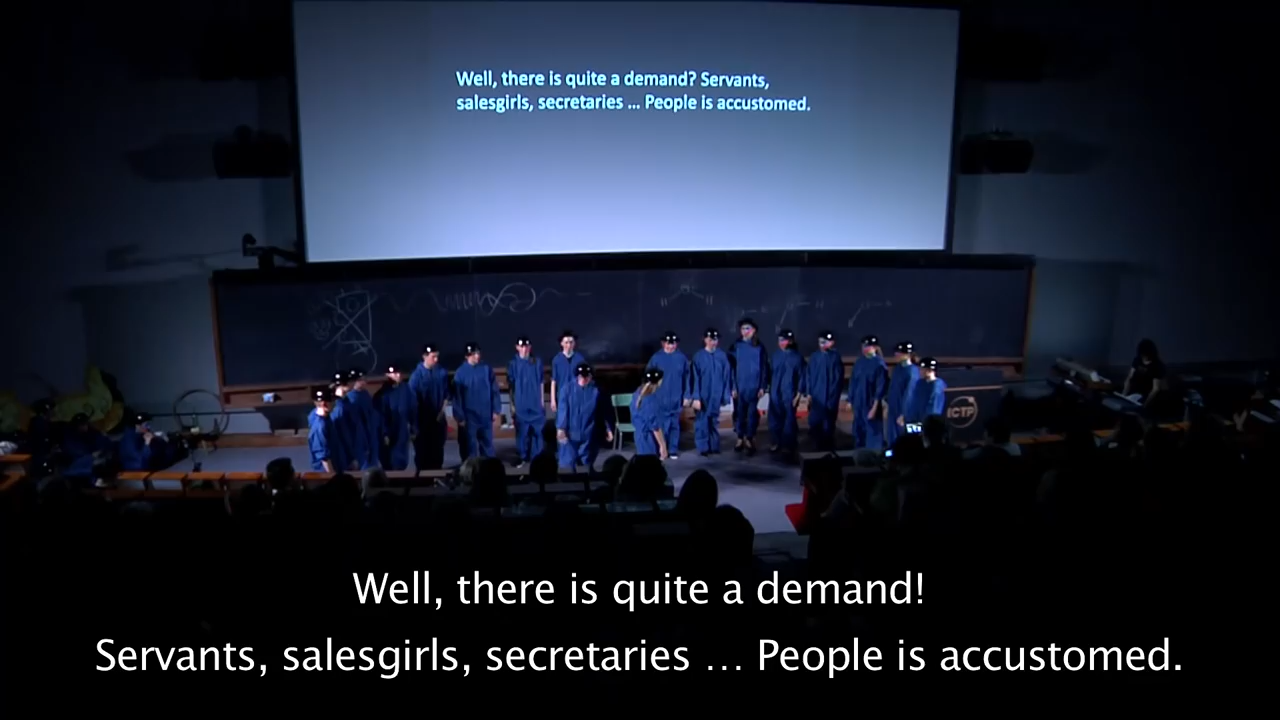 Well, there is quite a demand? Servants,
salesgirls, secretaries ... People is accustomed.
ICTP
Well, there is quite a demand!
Servants, salesgirls, secretaries … People is accustomed.